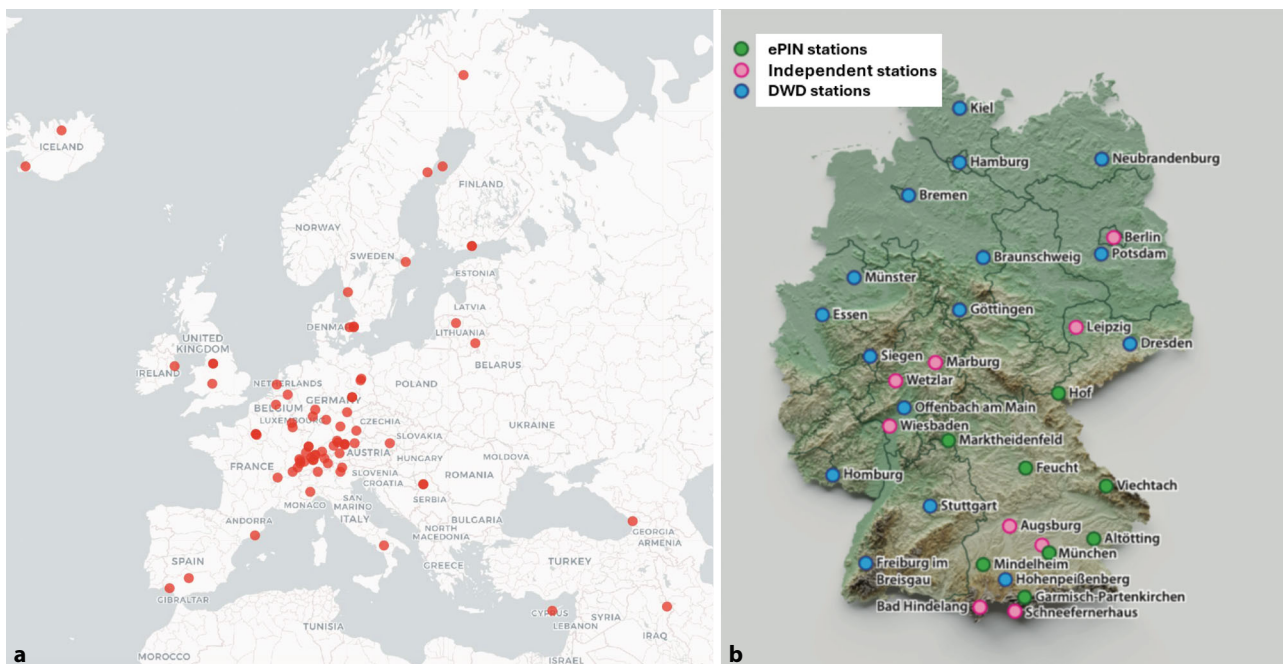 ICELAND
NORWAY
FINLAND
SWEDEN
ESTONIA
LATVIA
DENMA
LITHUANIA
UNITED
KINGDOM
IRELAND
BELARUS
NETHERLANDS
POLAND
GERMANY
BELGIUM
LUXEMBOURG
CZECHIA
UKRAINE
SLOVAKIA
AUSTRIA
HUNGARY
MOLDOVA
FRANCE
SLOVENIA
ROMANIA
CROATIA
SERBIA
MONACO
SAN
MARINO
ITALY
BULGARIA
ANDORRA
NORTH
MACEDONIA
GEORGIA
ARMENIA
SPAIN
GREECE
TURKEY
GIBRALTAR
CYPRUS
SYRIA
LEBANON
TUNISIA
IRAQ
MOROCCO
ISRAEL
a
ePIN stations
Independent stations
DWD stations
Kiel
Hamburg
Neubrandenburg
Bremen
Berlin
Potsdam
Braunschweig
Münster
Göttingen
Essen
Leipzig
Dresden
Siegen
Marburg
Wetzlar
Hof
Offenbach am Main
Wiesbaden
Marktheidenfeld
Feucht
Homburg
Viechtach
Stuttgart
Augsburg
Altötting
München
Freiburg im
Breisgau
Mindelheim
Hohenpeißenberg
Garmisch-Partenkirchen
Bad Hindelang
Schneefernerhaus
b